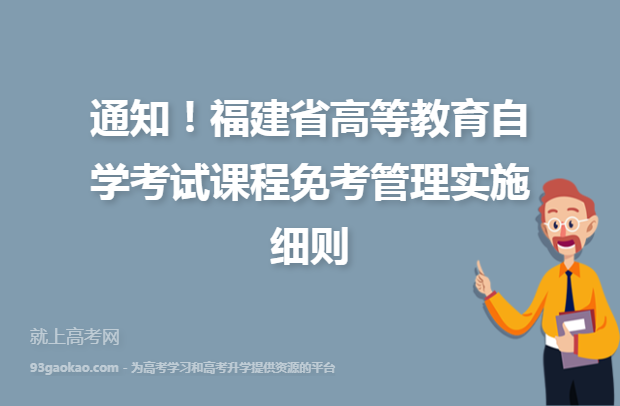 通知！福建省高等教育自
学考试课程免考管理实施
细则
就上高考网
93gaokao.com - 为高考学习和高考升学提供资源的平台